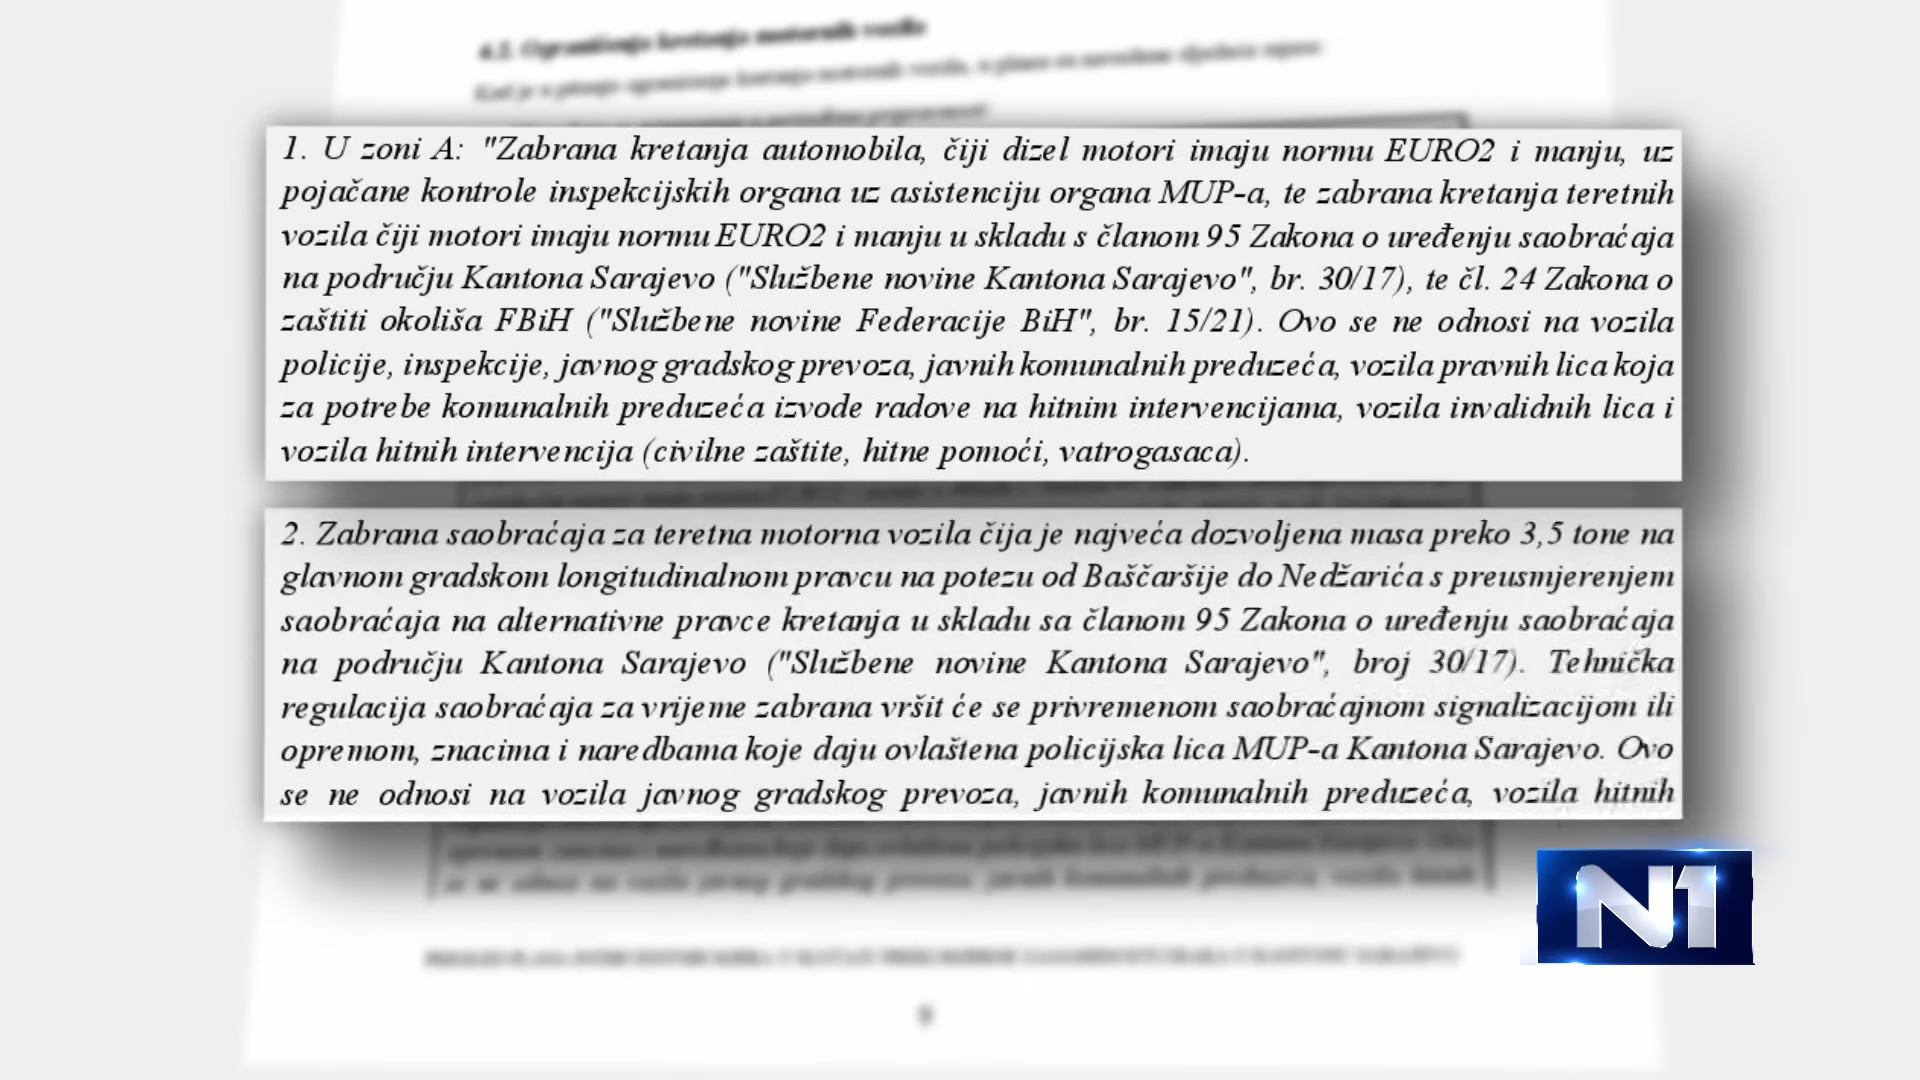 4.2. Ograničenja kretanja motornih vozila
1. U zoni A: "Zabrana kretanja automobila, čiji dizel motori imaju normu EURO2 i manju, uz
pojačane kontrole inspekcijskih organa uz asistenciju organa MUP-a, te zabrana kretanja teretnih
vozila čiji motori imaju normu EURO2 i manju u skladu s članom 95 Zakona o uređenju saobraćaja
na području Kantona Sarajevo ("Službene novine Kantona Sarajevo", br. 30/17), te čl. 24 Zakona o
zaštiti okoliša FBiH ("Službene novine Federacije BiH", br. 15/21). Ovo se ne odnosi na vozila
policije, inspekcije, javnog gradskog prevoza, javnih komunalnih preduzeća, vozila pravnih lica koja
za potrebe komunalnih preduzeća izvode radove na hitnim intervencijama, vozila invalidnih lica i
vozila hitnih intervencija (civilne zaštite, hitne pomoći, vatrogasaca).
2. Zabrana saobraćaja za teretna motorna vozila čija je najveća dozvoljena masa preko 3,5 tone na
glavnom gradskom longitudinalnom pravcu na potezu od Baščaršije do Nedžarića s preusmjerenjem
saobraćaja na alternativne pravce kretanja u skladu sa članom 95 Zakona o uređenju saobraćaja
na području Kantona Sarajevo ("Službene novine Kantona Sarajevo", broj 30/17). Tehnička
regulacija saobraćaja za vrijeme zabrana vršit će se privremenom saobraćajnom signalizacijom ili
opremom, znacima i naredbama koje daju ovlaštena policijska lica MUP-a Kantona Sarajevo. Ovo
se ne odnosi na vozila javnog gradskog prevoza, javnih komunalnih preduzeća, vozila hitnih
N1